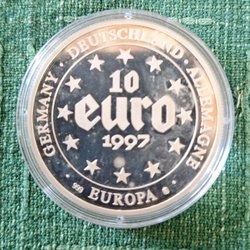 GERMANY · DEUTSCHLAND · ALLEMAGNE
10
euro
1997
999 EUROPA